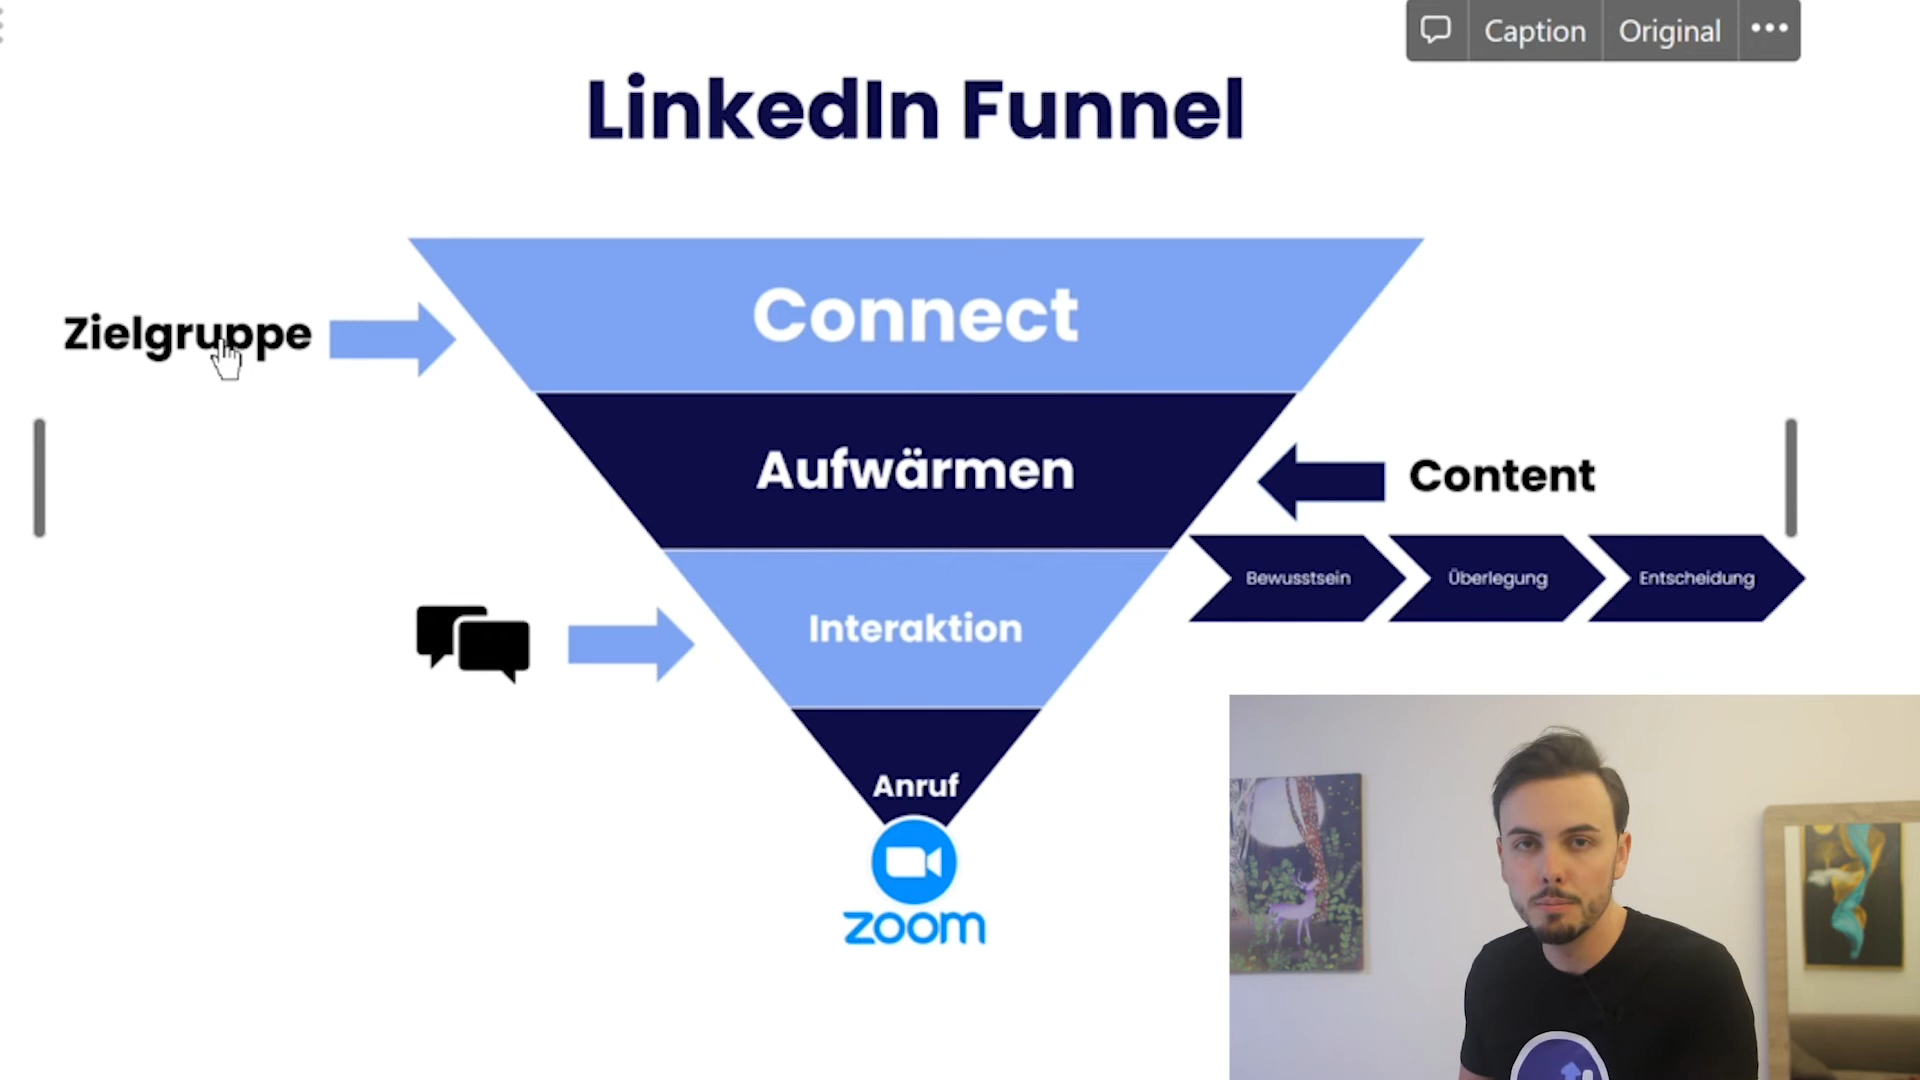 Caption
Original
LinkedIn Funnel
Zielgruppe
Connect
Aufwärmen
Content
Bewusstsein
Überlegung
Entscheidung
Interaktion
Anruf
zoom